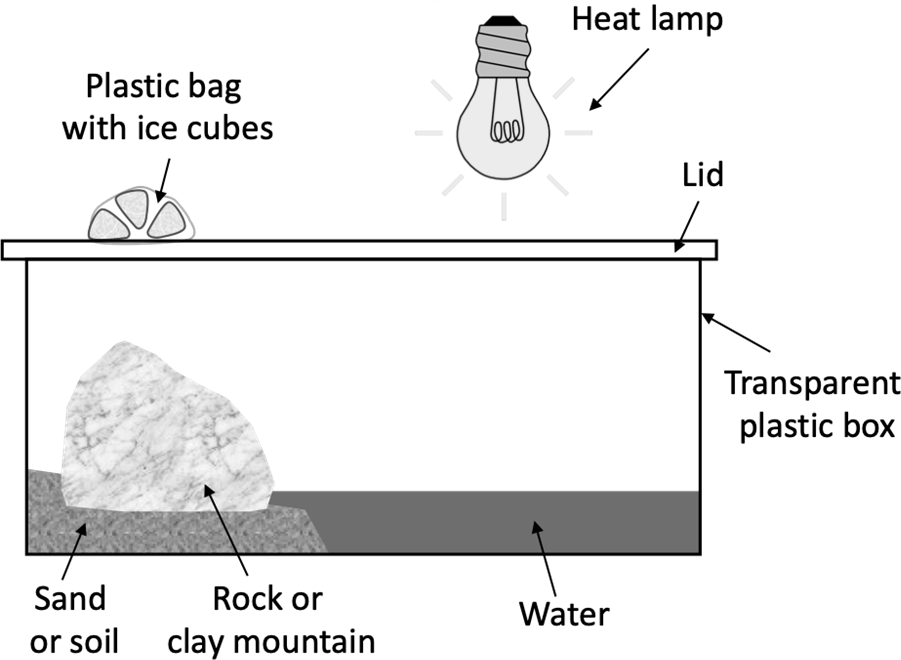 Heat lamp
Plastic bag
with ice cubes
Lid
Transparent
plastic box
Sand
or soil
Rock or
clay mountain
Water